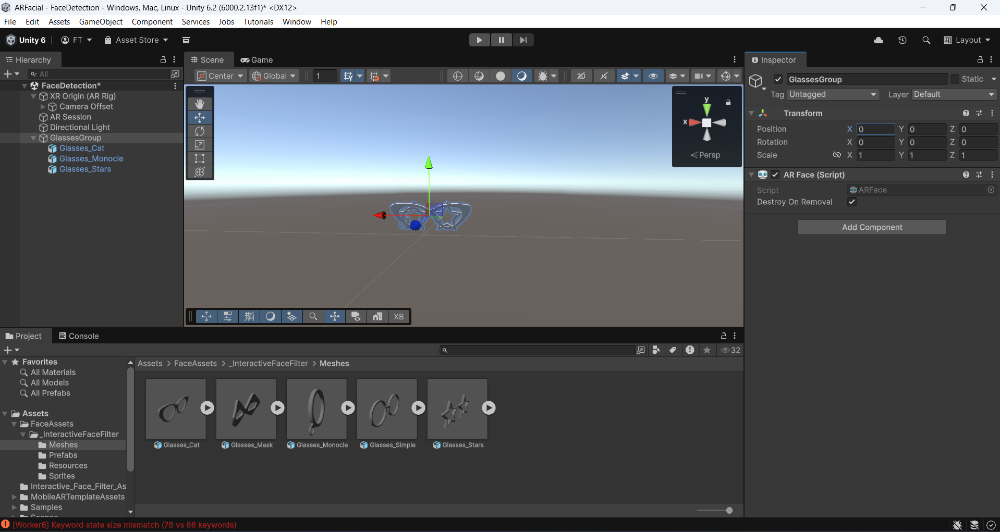 ARFacial - FaceDetection - Windows, Mac, Linux - Unity 6.2 (6000.2.13f1)* <DX12>
File Edit Assets GameObject Component Services Jobs Tutorials Window Help
Unity 6 FT Asset Store Layout
Hierarchy
All
FaceDetection*
XR Origin (AR Rig)
Camera Offset
AR Session
Directional Light
GlassesGroup
Glasses_Cat
Glasses_Monocle
Glasses_Stars
Scene Game
Center Global 1 2D
y
x
Persp
XB
Inspector
GlassesGroup Static
Tag Untagged Layer Default
Transform
Position X 0 Y 0 Z 0
Rotation X 0 Y 0 Z 0
Scale X 1 Y 1 Z 1
AR Face (Script)
Script ARFace
Destroy On Removal
Add Component
Project Console
32
Favorites
All Materials
All Models
All Prefabs
Assets
FaceAssets
_InteractiveFaceFilter
Meshes
Prefabs
Resources
Sprites
Interactive_Face_Filter_As
MobileARTemplateAssets
Samples
Assets > FaceAssets > _InteractiveFaceFilter > Meshes
Glasses_Cat Glasses_Mask Glasses_Monocle Glasses_Simple Glasses_Stars
[Worker6] Keyword state size mismatch (78 vs 66 keywords)